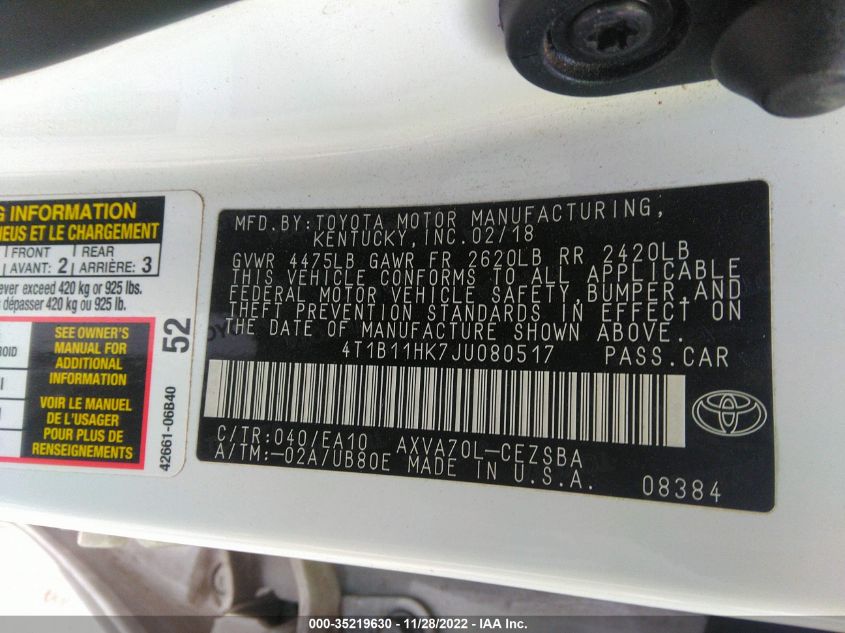 G INFORMATION
UEUS ET LE CHARGEMENT
FRONT REAR
AVANT: 2 ARRIÈRE: 3
ever exceed 420 kg or 925 lbs.
dépasser 420 kg ou 925 lb.
SEE OWNER'S
MANUAL FOR
ADDITIONAL
INFORMATION
VOIR LE MANUEL
DE L'USAGER
POUR PLUS DE
RENSEIGNEMENTS
52
42661-06B40
MFD.BY:TOYOTA MOTOR MANUFACTURING,
KENTUCKY,INC.02/18
GVWR 4475LB GAWR FR 2620LB RR 2420LB
THIS VEHICLE CONFORMS TO ALL APPLICABLE
FEDERAL MOTOR VEHICLE SAFETY,BUMPER,AND
THEFT PREVENTION STANDARDS IN EFFECT ON
THE DATE OF MANUFACTURE SHOWN ABOVE.
4T1B11HK7JU080517 PASS.CAR
C/TR:040/EA10 AXVA70L-CEZSBA
A/TM:-02A/UB80E MADE IN U.S.A.
08384
000-35219630 - 11/28/2022 - IAA Inc.